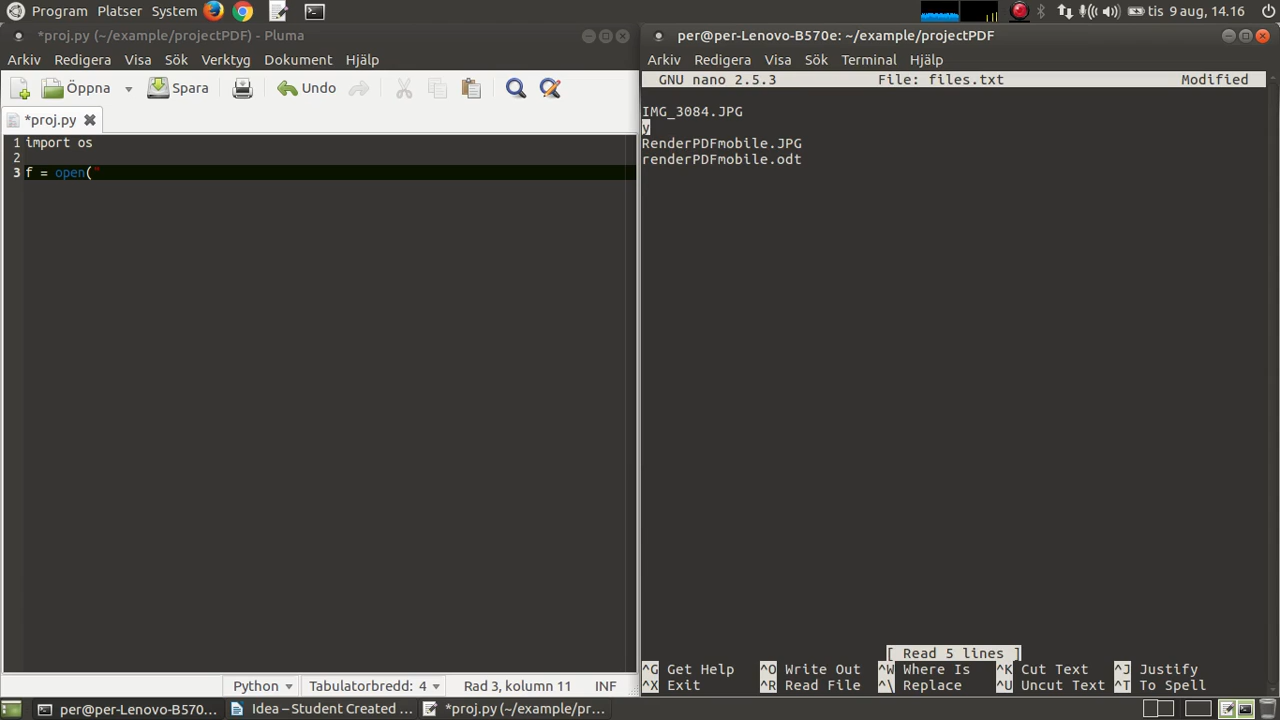 Program Platser System tis 9 aug, 14.16
*proj.py (~/example/projectPDF) - Pluma
Arkiv Redigera Visa Sök Verktyg Dokument Hjälp
Öppna Spara Undo
*proj.py
1 import os
2
3 f = open("
Python Tabulatorbredd: 4 Rad 3, kolumn 11 INF
per@per-Lenovo-B570e: ~/example/projectPDF
Arkiv Redigera Visa Sök Terminal Hjälp
GNU nano 2.5.3 File: files.txt Modified
IMG_3084.JPG
y
RenderPDFmobile.JPG
renderPDFmobile.odt
[ Read 5 lines ]
^G Get Help ^O Write Out ^W Where Is ^K Cut Text ^J Justify
^X Exit ^R Read File ^\ Replace ^U Uncut Text ^T To Spell
per@per-Lenovo-B570... Idea – Student Created ... *proj.py (~/example/pr...